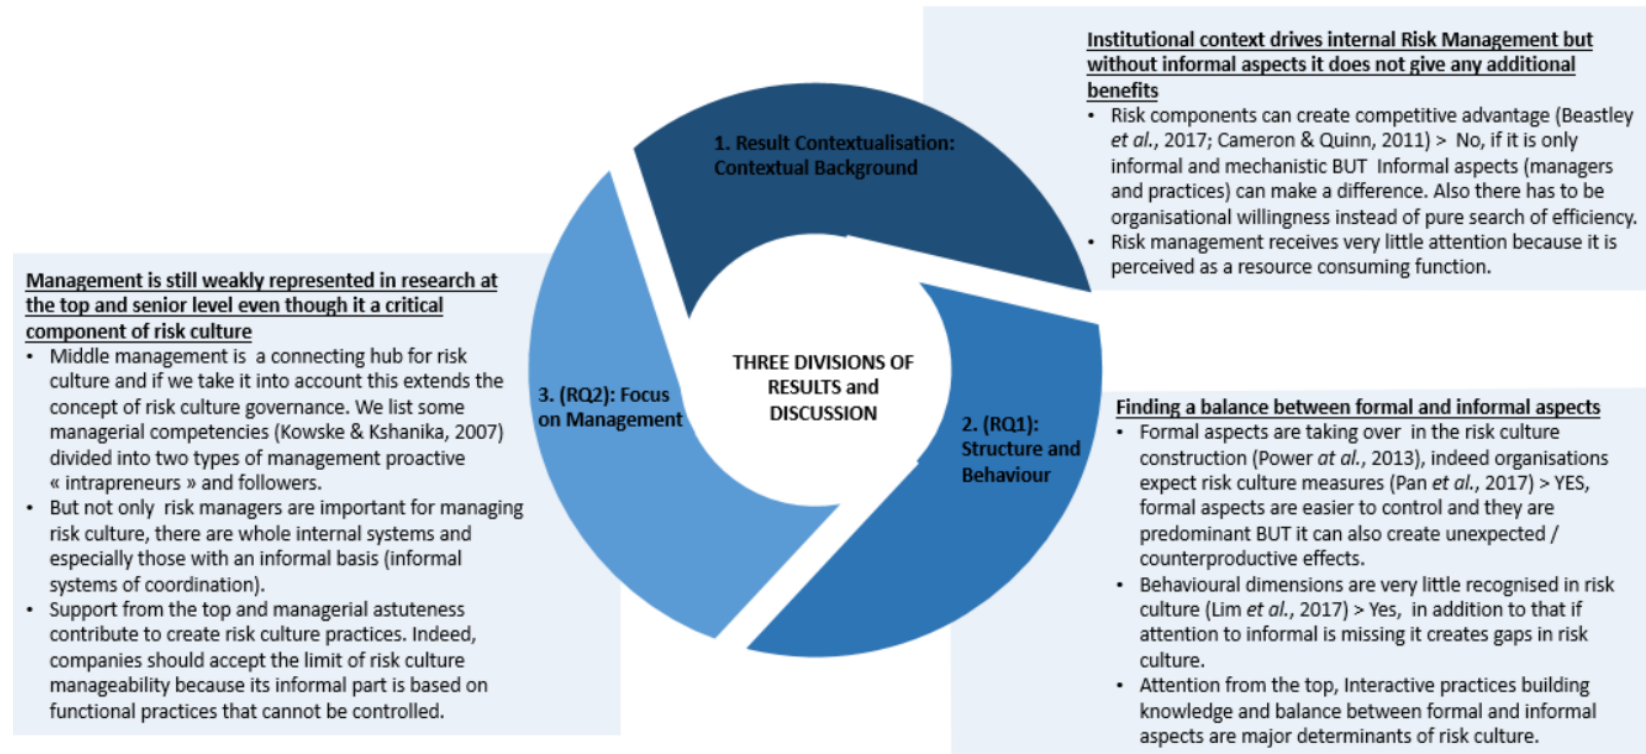 Institutional context drives internal Risk Management but
without informal aspects it does not give any additional
benefits
• Risk components can create competitive advantage (Beastley
et al., 2017; Cameron & Quinn, 2011) > No, if it is only
informal and mechanistic BUT Informal aspects (managers
and practices) can make a difference. Also there has to be
organisational willingness instead of pure search of efficiency.
• Risk management receives very little attention because it is
perceived as a resource consuming function.
1. Result Contextualisation:
Contextual Background
Management is still weakly represented in research at
the top and senior level even though it a critical
component of risk culture
• Middle management is a connecting hub for risk
culture and if we take it into account this extends the
concept of risk culture governance. We list some
managerial competencies (Kowske & Kshanika, 2007)
divided into two types of management proactive
« intrapreneurs » and followers.
• But not only risk managers are important for managing
risk culture, there are whole internal systems and
especially those with an informal basis (informal
systems of coordination).
• Support from the top and managerial astuteness
contribute to create risk culture practices. Indeed,
companies should accept the limit of risk culture
manageability because its informal part is based on
functional practices that cannot be controlled.
THREE DIVISIONS OF
RESULTS and
DISCUSSION
3. (RQ2): Focus
on Management
2. (RQ1):
Structure and
Behaviour
Finding a balance between formal and informal aspects
• Formal aspects are taking over in the risk culture
construction (Power at al., 2013), indeed organisations
expect risk culture measures (Pan et al., 2017) > YES,
formal aspects are easier to control and they are
predominant BUT it can also create unexpected /
counterproductive effects.
• Behavioural dimensions are very little recognised in risk
culture (Lim et al., 2017) > Yes, in addition to that if
attention to informal is missing it creates gaps in risk
culture.
• Attention from the top, Interactive practices building
knowledge and balance between formal and informal
aspects are major determinants of risk culture.